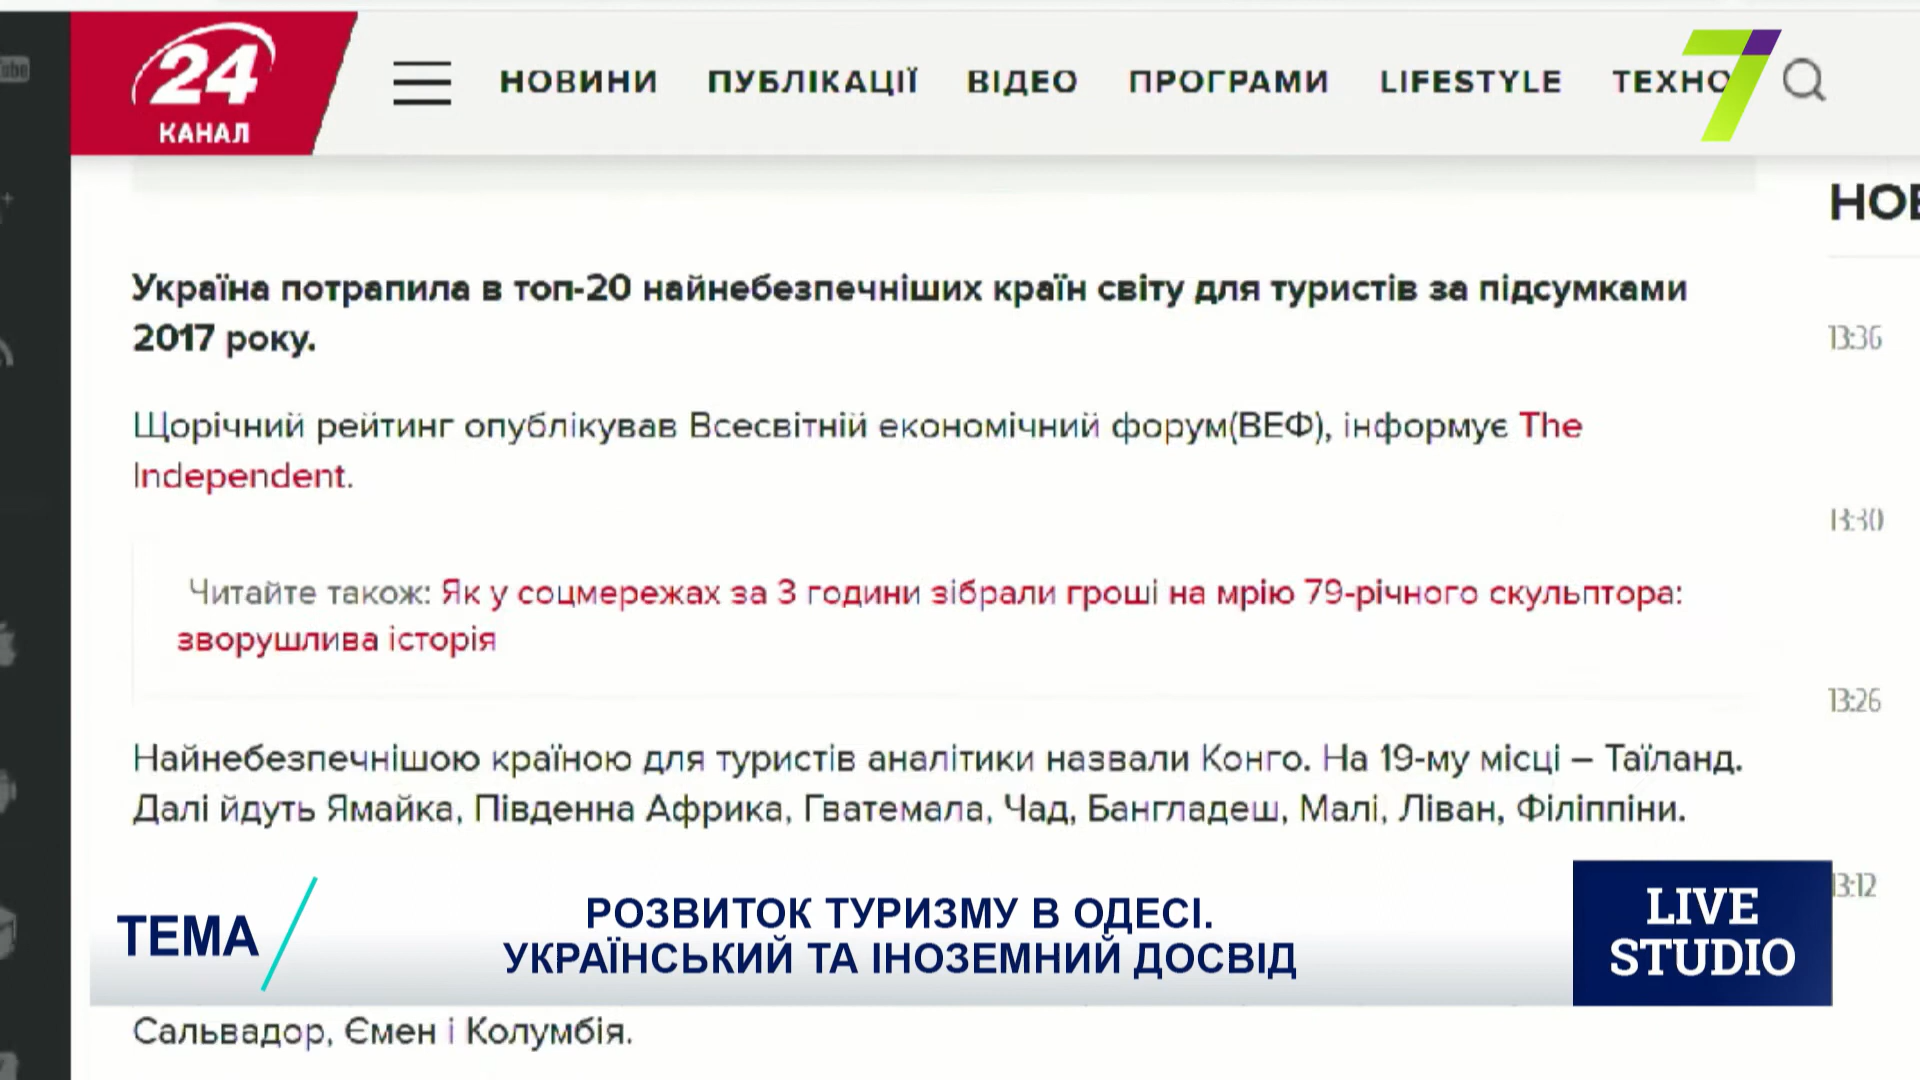 24
КАНАЛ
НОВИНИ ПУБЛІКАЦІЇ ВІДЕО ПРОГРАМИ LIFESTYLE ТЕХНО
7
Україна потрапила в топ-20 найнебезпечніших країн світу для туристів за підсумками
2017 року.
Щорічний рейтинг опублікував Всесвітній економічний форум(ВЕФ), інформує The
Independent.
Читайте також: Як у соцмережах за 3 години зібрали гроші на мрію 79-річного скульптора:
зворушлива історія
Найнебезпечнішою країною для туристів аналітики назвали Конго. На 19-му місці – Таїланд.
Далі йдуть Ямайка, Південна Африка, Гватемала, Чад, Бангладеш, Малі, Ліван, Філіппіни.
Сальвадор, Ємен і Колумбія.
13:36
13:30
13:26
13:12
ТЕМА
РОЗВИТОК ТУРИЗМУ В ОДЕСІ.
УКРАЇНСЬКИЙ ТА ІНОЗЕМНИЙ ДОСВІД
LIVE
STUDIO